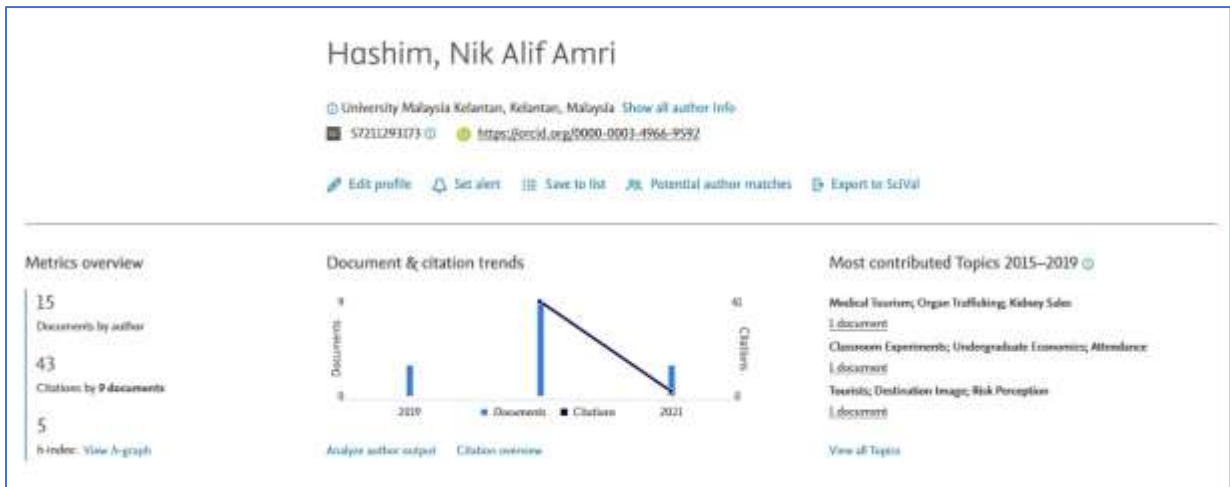 Hashim, Nik Alif Amri
University Malaysia Kelantan, Kelantan, Malaysia Show all author info
57211293173 https://orcid.org/0000-0003-4966-9592
Edit profile Set alert Save to list Potential author matches Export to SciVal
Metrics overview
15
Documents by author
43
Citations by 9 documents
5
h-index: View h-graph
Document & citation trends
9
Documents
0
41
Citations
0
2019
Documents Citations
2021
Analyze author output Citation overview
Most contributed Topics 2015–2019
Medical Tourism; Organ Trafficking; Kidney Sales
1 document
Classroom Experiments; Undergraduate Economics; Attendance
1 document
Tourists; Destination Image; Risk Perception
1 document
View all Topics